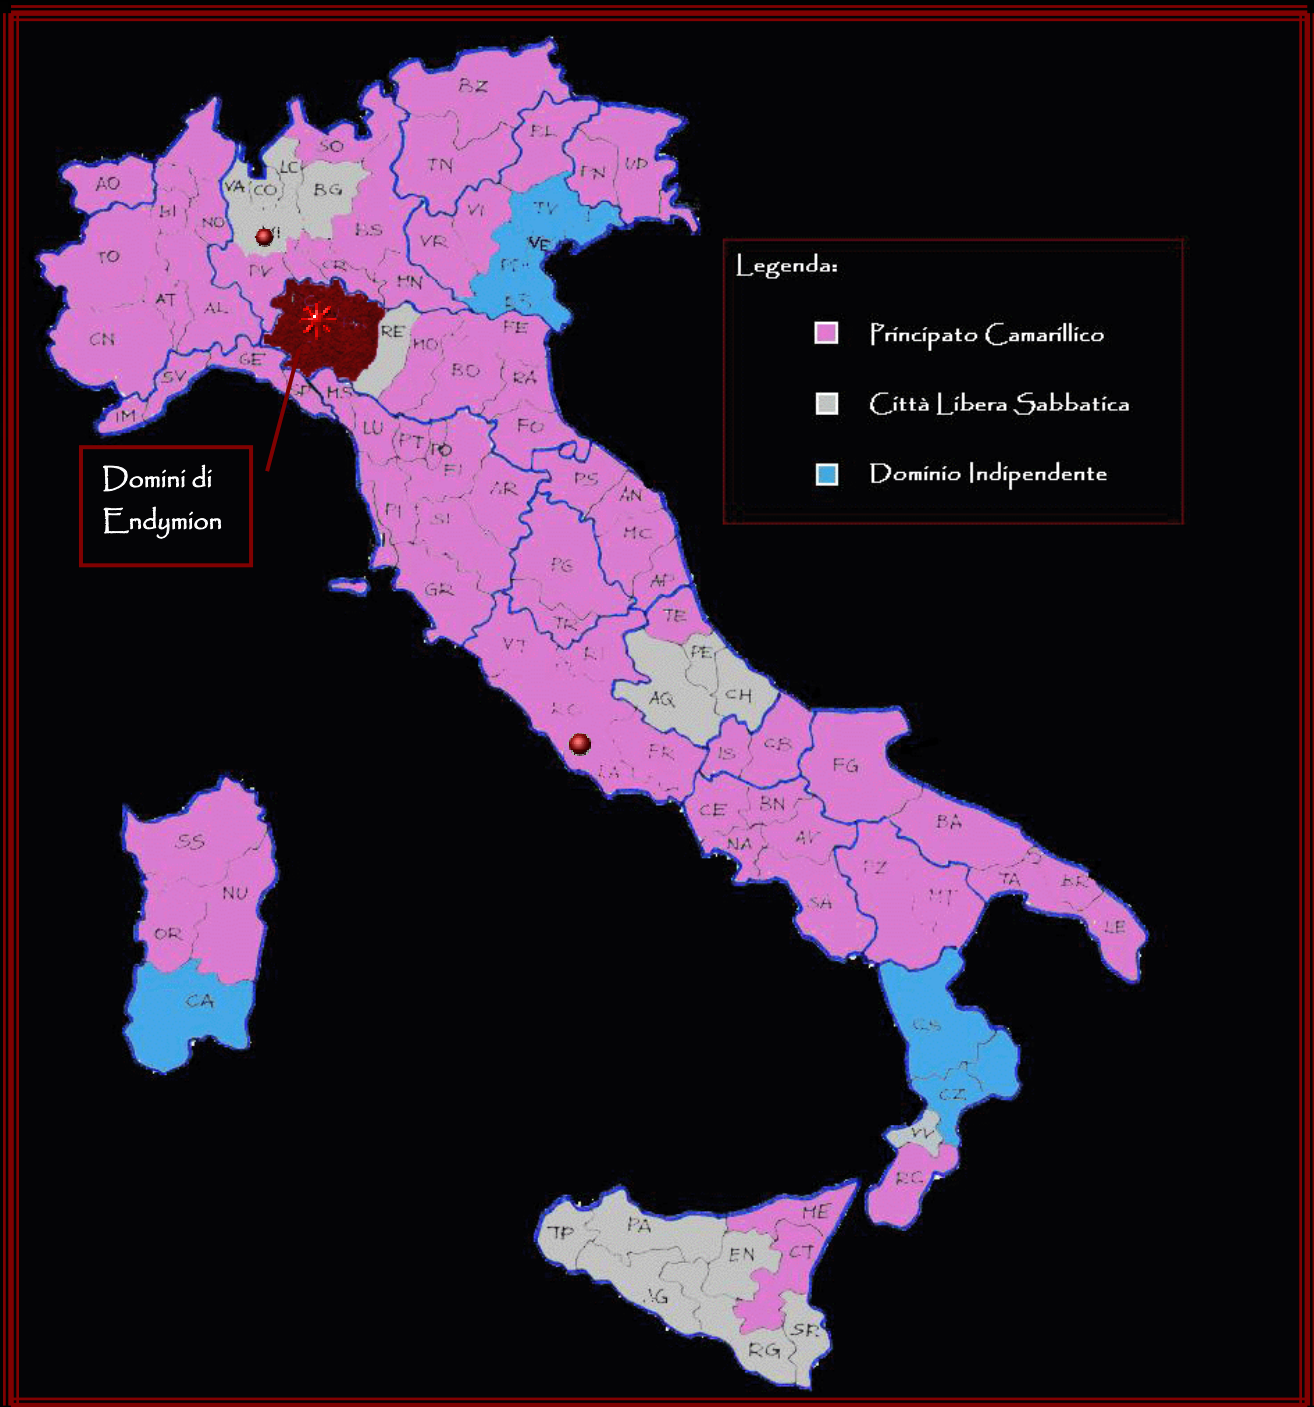 BZ
SO
BL
LC
TN
PN
UD
AO
VA
CO
BG
BI
NO
TV
VI
BS
VR
VE
TO
PV
CR
MN
AT
AL
CN
RE
MO
FE
GE
BO
RA
SV
MS
IM
LU
PT
PO
FO
FI
AR
PS
AN
PI
SI
MC
GR
PG
AP
TR
TE
VT
RI
PE
AQ
CH
FR
IS
CB
FG
LA
CE
BN
BA
NA
AV
PZ
MT
TA
BR
SA
LE
SS
NU
OR
CA
CS
CZ
VV
RC
ME
TP
PA
EN
CT
AG
SR
RG
Legenda:
Principato Camarillico
Città Libera Sabbatica
Dominio Indipendente
Domini di
Endymion